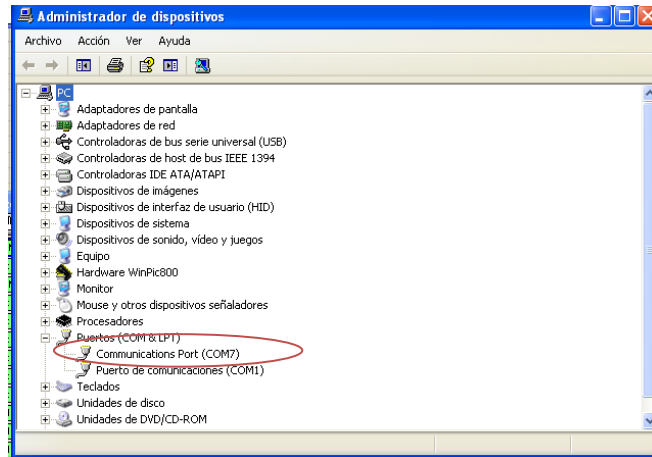 Administrador de dispositivos
Archivo Acción Ver Ayuda
PC
Adaptadores de pantalla
Adaptadores de red
Controladoras de bus serie universal (USB)
Controladoras de host de bus IEEE 1394
Controladoras IDE ATA/ATAPI
Dispositivos de imágenes
Dispositivos de interfaz de usuario (HID)
Dispositivos de sistema
Dispositivos de sonido, vídeo y juegos
Equipo
Hardware WinPic800
Monitor
Mouse y otros dispositivos señaladores
Procesadores
Puertos (COM & LPT)
Communications Port (COM7)
Puerto de comunicaciones (COM1)
Teclados
Unidades de disco
Unidades de DVD/CD-ROM